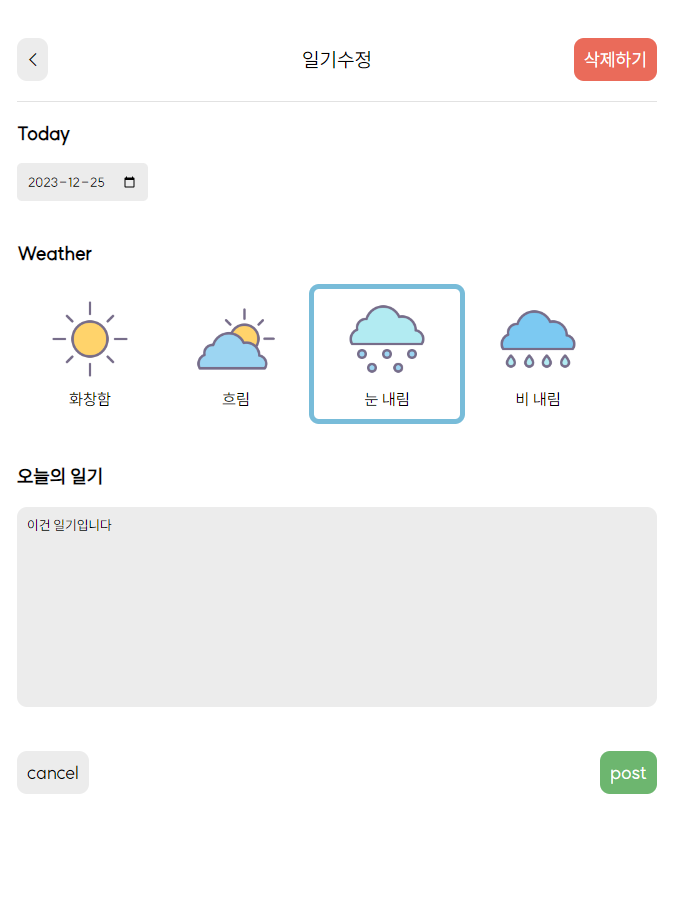 일기수정
삭제하기
Today
2023-12-25
Weather
화창함
흐림
눈 내림
비 내림
오늘의 일기
이건 일기입니다
cancel
post